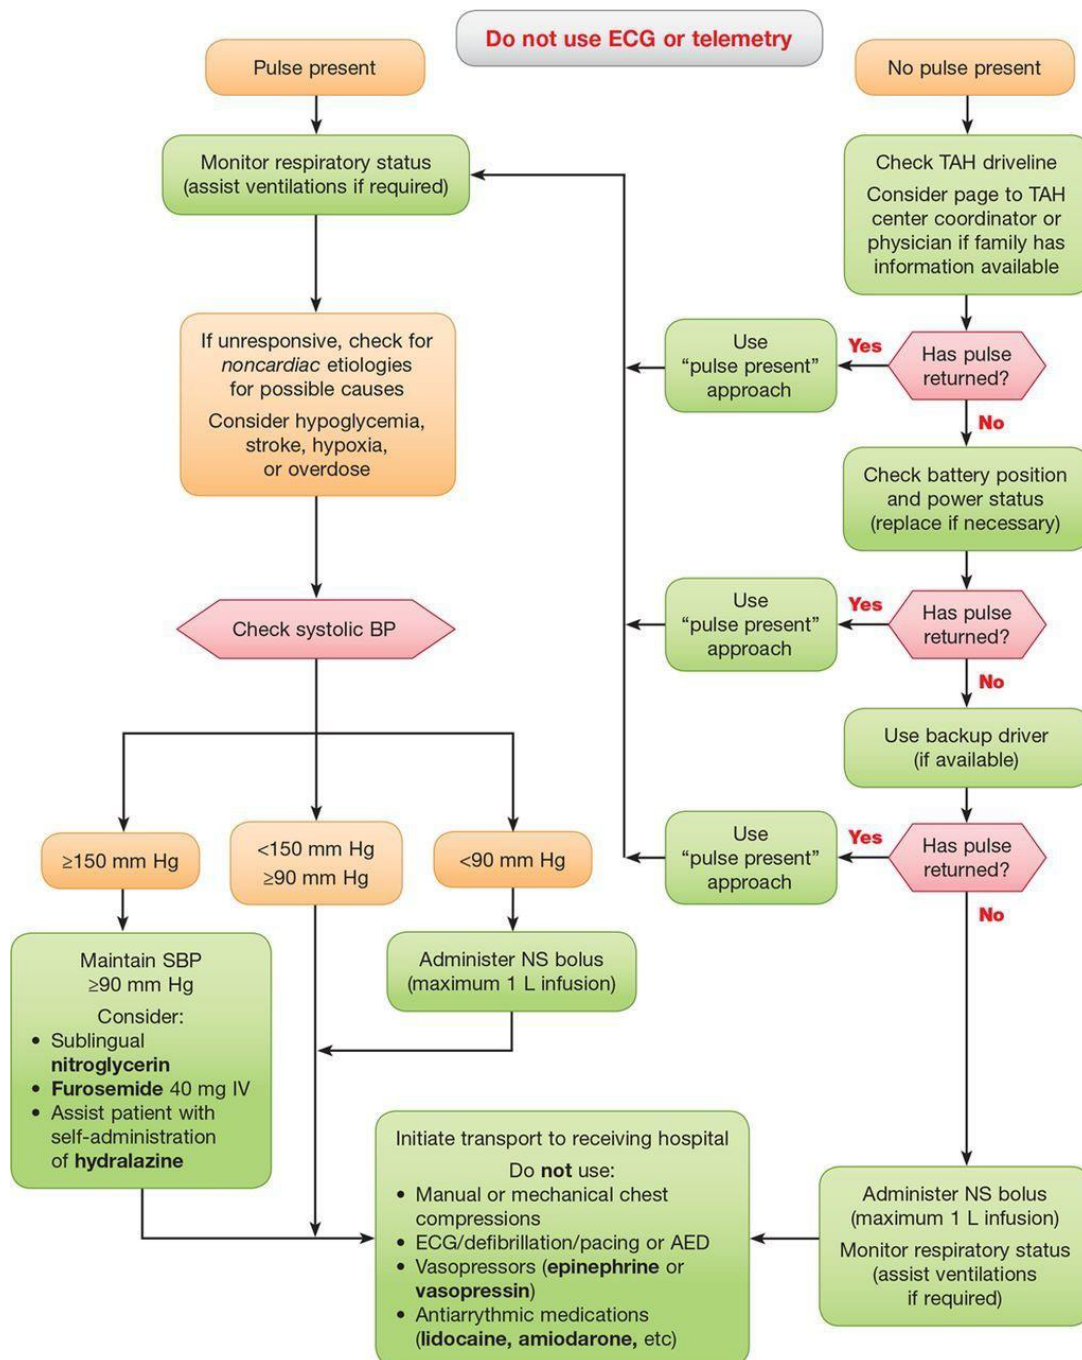 Do not use ECG or telemetry
Pulse present
Monitor respiratory status
(assist ventilations if required)
If unresponsive, check for
noncardiac etiologies
for possible causes
Consider hypoglycemia,
stroke, hypoxia,
or overdose
Check systolic BP
≥150 mm Hg
<150 mm Hg
≥90 mm Hg
<90 mm Hg
Maintain SBP
≥90 mm Hg
Consider:
• Sublingual
nitroglycerin
• Furosemide 40 mg IV
• Assist patient with
self-administration
of hydralazine
Administer NS bolus
(maximum 1 L infusion)
No pulse present
Check TAH driveline
Consider page to TAH
center coordinator or
physician if family has
information available
Has pulse
returned?
Yes
Use
“pulse present”
approach
No
Check battery position
and power status
(replace if necessary)
Has pulse
returned?
Yes
Use
“pulse present”
approach
No
Use backup driver
(if available)
Has pulse
returned?
Yes
Use
“pulse present”
approach
No
Administer NS bolus
(maximum 1 L infusion)
Monitor respiratory status
(assist ventilations
if required)
Initiate transport to receiving hospital
Do not use:
• Manual or mechanical chest
compressions
• ECG/defibrillation/pacing or AED
• Vasopressors (epinephrine or
vasopressin)
• Antiarrythmic medications
(lidocaine, amiodarone, etc)